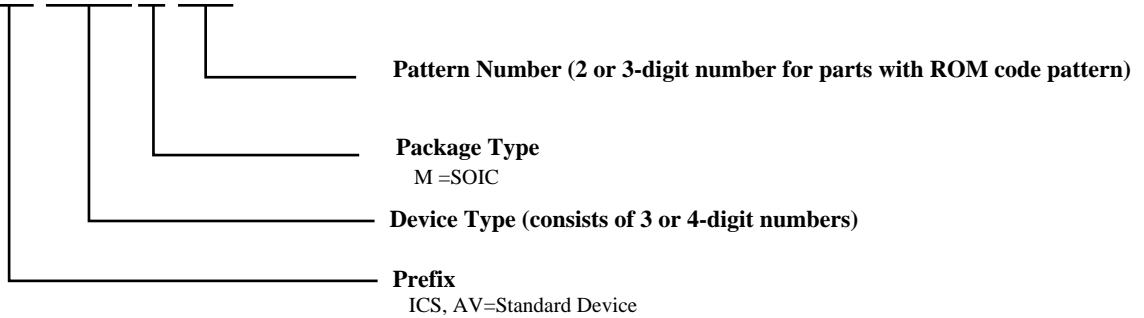 Pattern Number (2 or 3-digit number for parts with ROM code pattern)
Package Type
M =SOIC
Device Type (consists of 3 or 4-digit numbers)
Prefix
ICS, AV=Standard Device